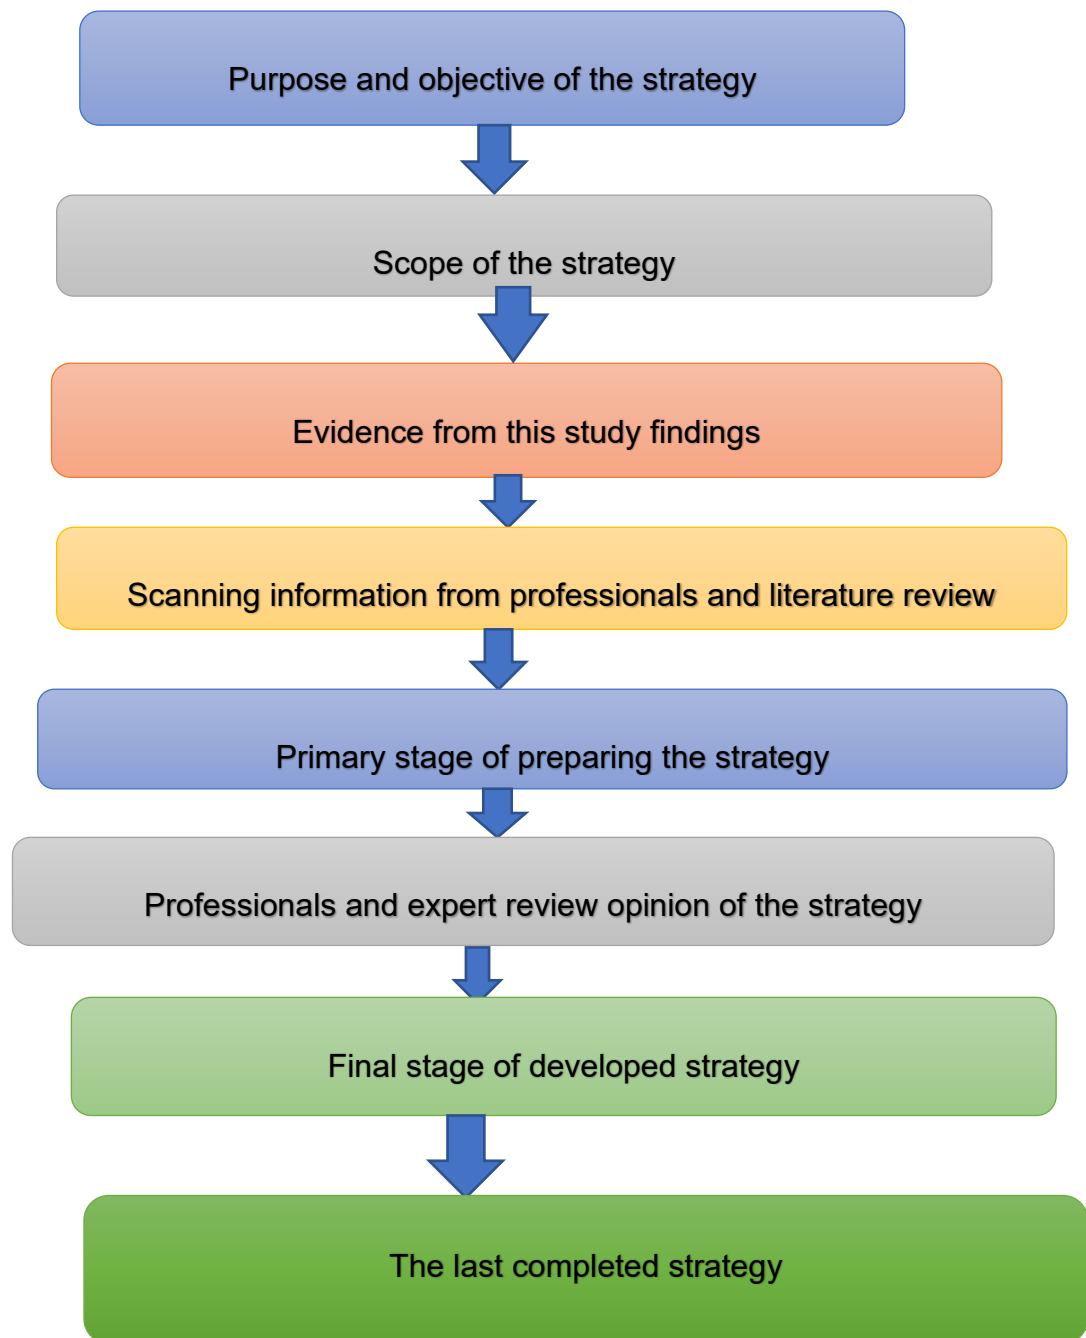 Purpose and objective of the strategy
Scope of the strategy
Evidence from this study findings
Scanning information from professionals and literature review
Primary stage of preparing the strategy
Professionals and expert review opinion of the strategy
Final stage of developed strategy
The last completed strategy